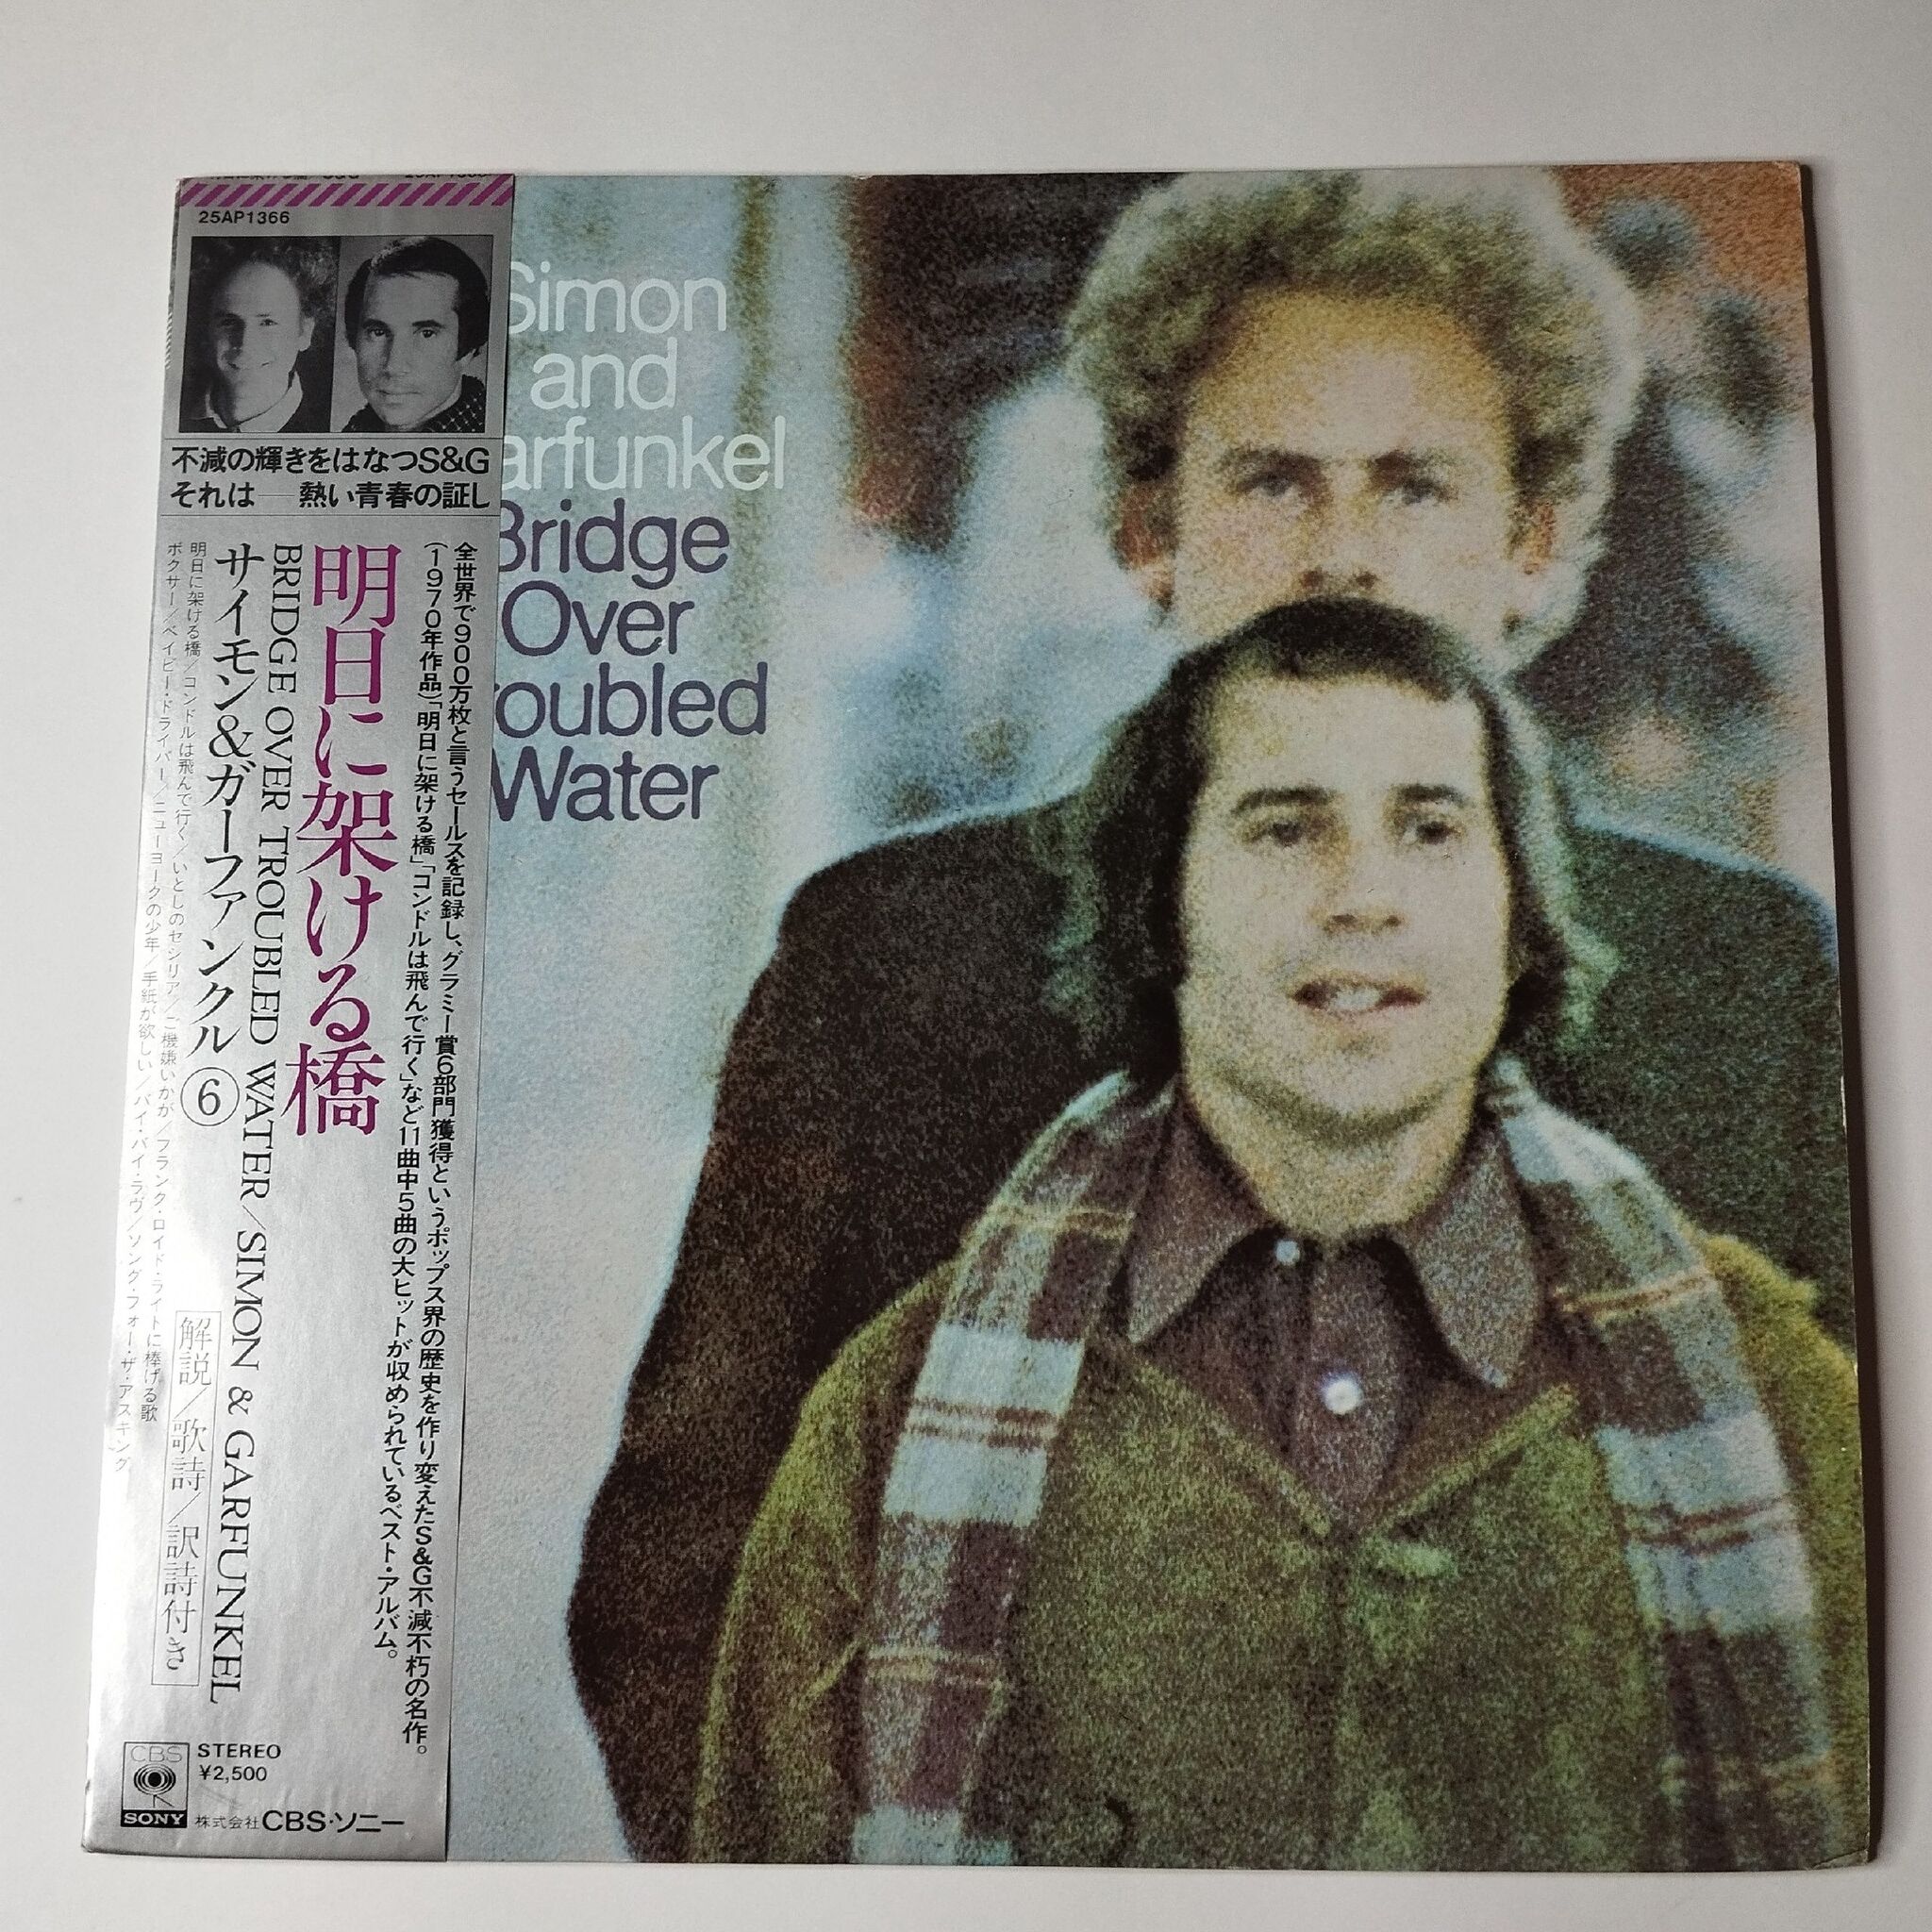 25AP1366
不滅の輝きをはなつS&G
それは―熱い青春の証し
全世界で900万枚と言うセールスを記録し、グラミー賞6部門獲得というポップス界の歴史を作り変えたS&G不滅不朽の名作。
(1970年作品)「明日に架ける橋」「コンドルは飛んで行く」など11曲中5曲の大ヒットが収められているベスト・アルバム。
明日に架ける橋
BRIDGE OVER TROUBLED WATER/SIMON & GARFUNKEL
サイモン&ガーファンクル⑥
明日に架ける橋/コンドルは飛んで行く/いとしのセシリア/ご機嫌いかが/フランク・ロイド・ライトに捧げる歌
ボクサー/ベイビー・ドライバー/ニューヨークの少年/手紙が欲しい/バイ・バイ・ラヴ/ソング・フォー・ザ・アスキング
解説/歌詩/訳詩付き
CBS
SONY
STEREO
¥2,500
株式会社CBS・ソニー
Simon
and
arfunkel
Bridge
Over
oubled
Water